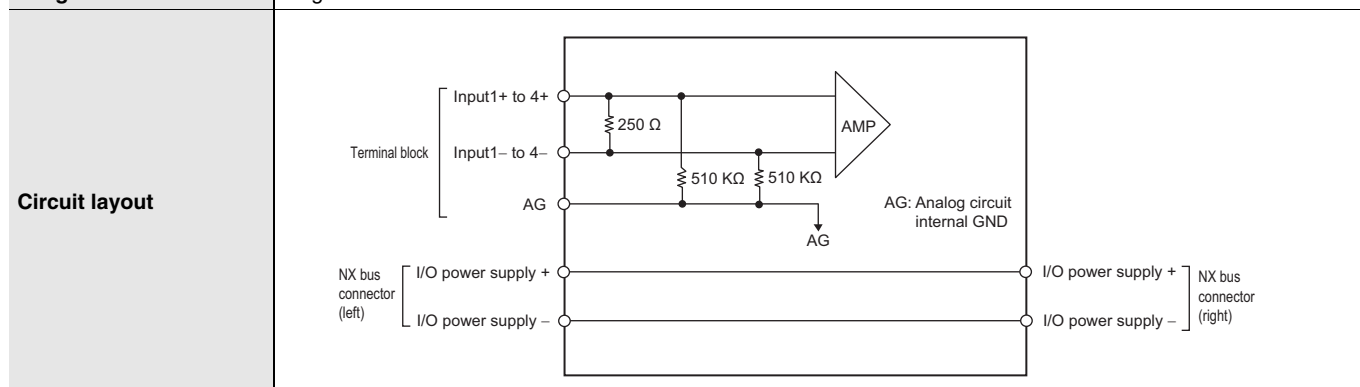 Circuit layout
Terminal block
Input1+ to 4+
Input1− to 4−
AG
250 Ω
510 KΩ
510 KΩ
AMP
AG
AG: Analog circuit
internal GND
NX bus
connector
(left)
I/O power supply +
I/O power supply −
I/O power supply +
I/O power supply −
NX bus
connector
(right)